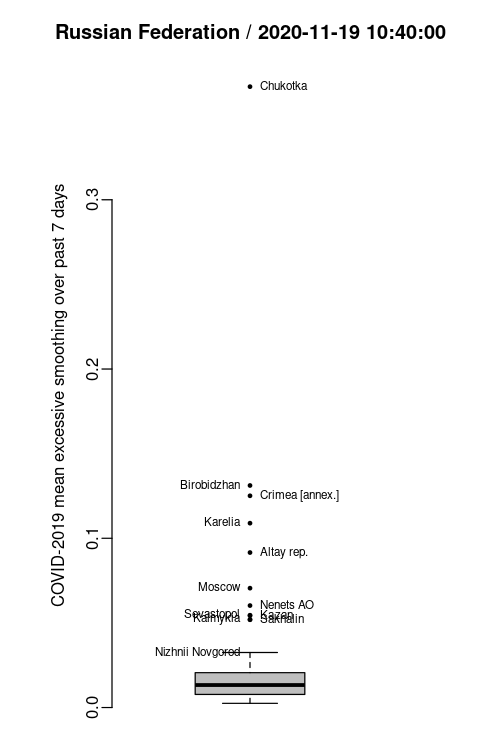 Russian Federation / 2020-11-19 10:40:00
Chukotka
COVID-2019 mean excessive smoothing over past 7 days
0.3
0.2
0.1
0.0
Birobidzhan
Crimea [annex.]
Karelia
Altay rep.
Moscow
Nenets AO
Sevastopol
Kazan
Kalmykia
Sakhalin
Nizhnii Novgorod